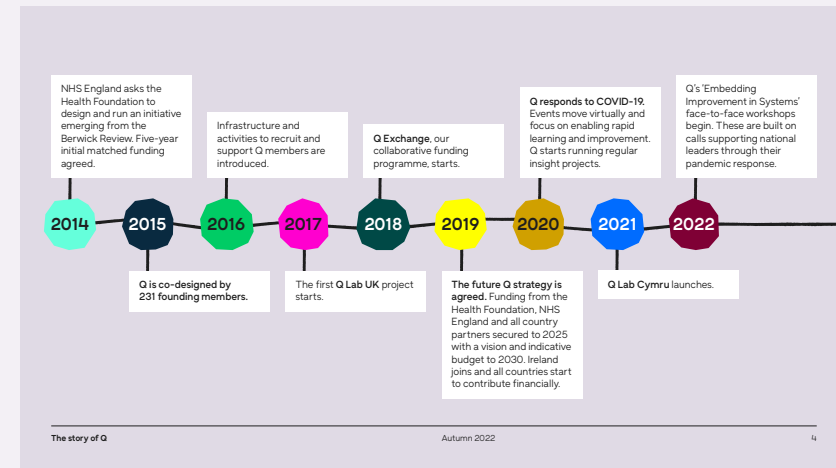 NHS England asks the
Health Foundation to
design and run an initiative
emerging from the
Berwick Review. Five-year
initial matched funding
agreed.
Infrastructure and
activities to recruit and
support Q members are
introduced.
Q Exchange, our
collaborative funding
programme, starts.
Q responds to COVID-19.
Events move virtually and
focus on enabling rapid
learning and improvement.
Q starts running regular
insight projects.
Q's 'Embedding
Improvement in Systems'
face-to-face workshops
begin. These are built on
calls supporting national
leaders through their
pandemic response.
2014
2015
2016
2017
2018
2019
2020
2021
2022
Q is co-designed by
231 founding members.
The first Q Lab UK project
starts.
The future Q strategy is
agreed. Funding from the
Health Foundation, NHS
England and all country
partners secured to 2025
with a vision and indicative
budget to 2030. Ireland
joins and all countries start
to contribute financially.
Q Lab Cymru launches.
The story of Q
Autumn 2022
4